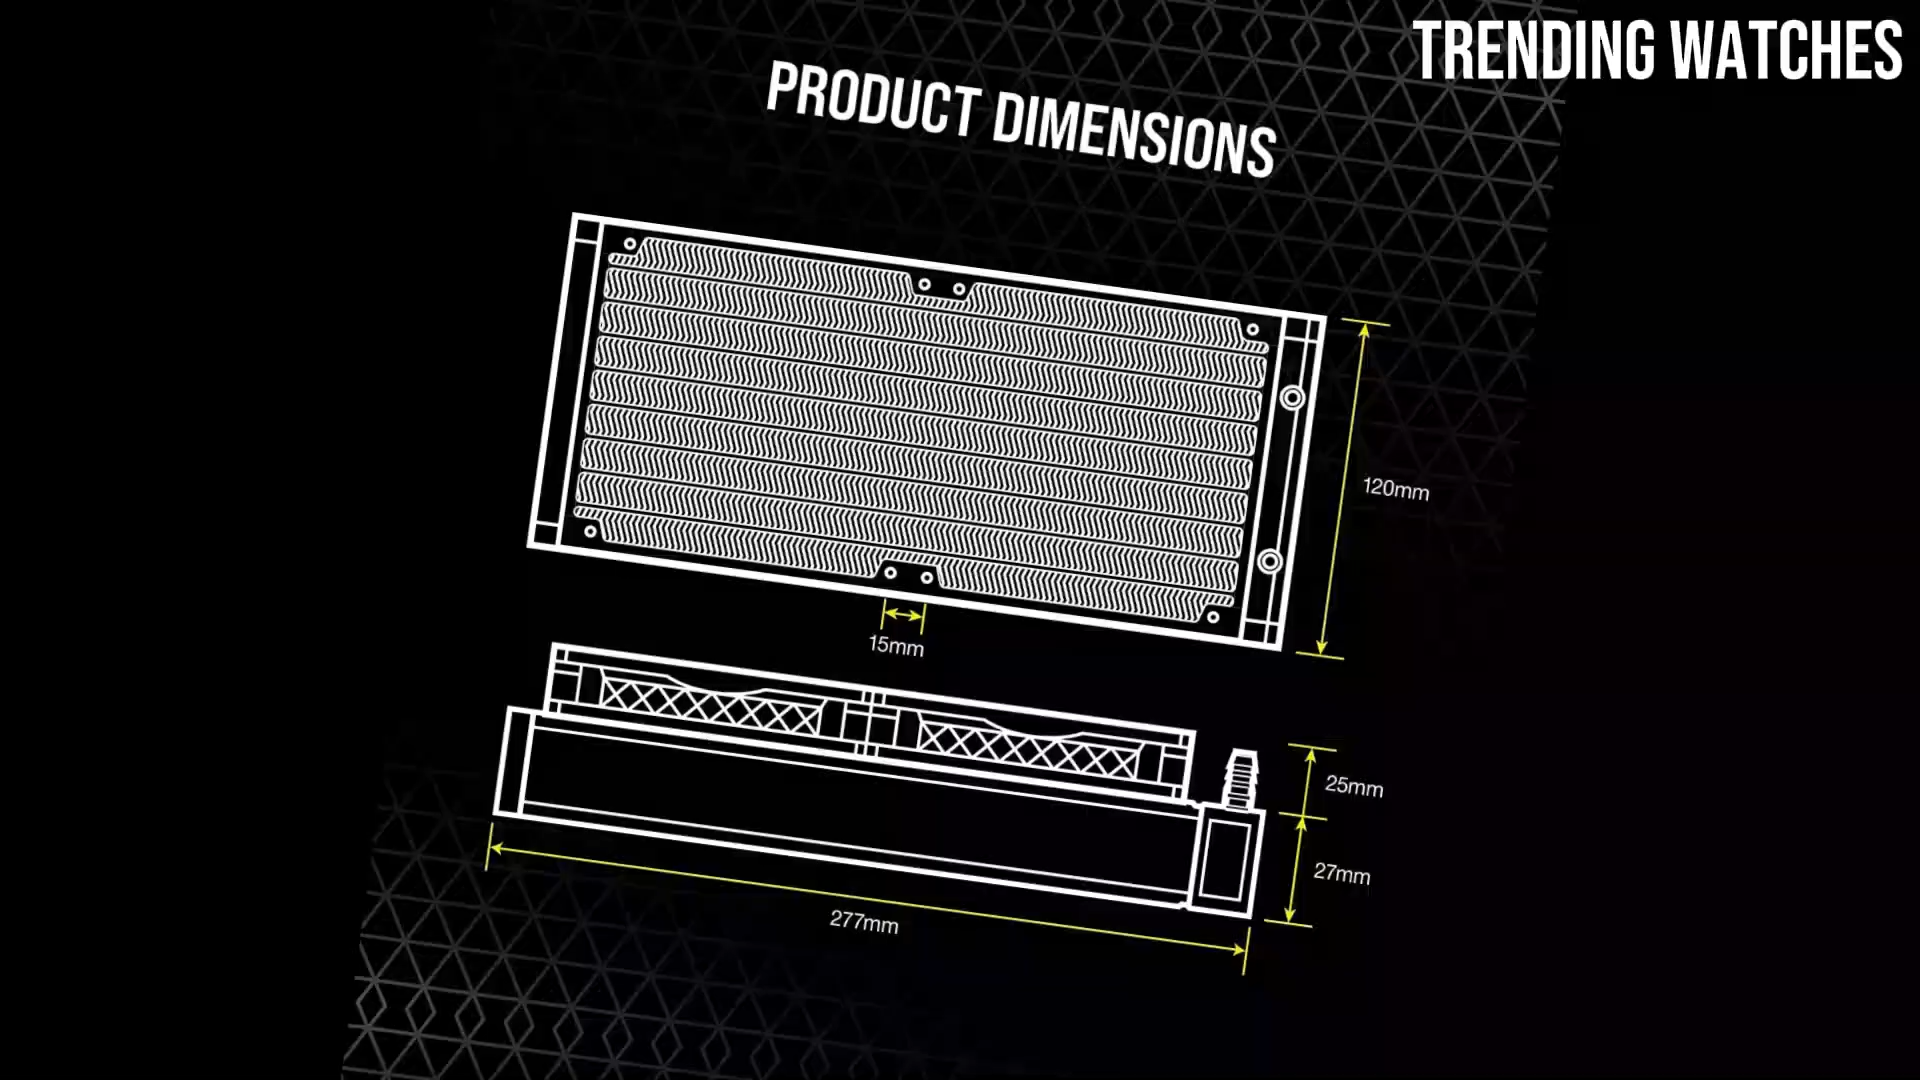 TRENDING WATCHES
PRODUCT DIMENSIONS
120mm
15mm
25mm
27mm
277mm